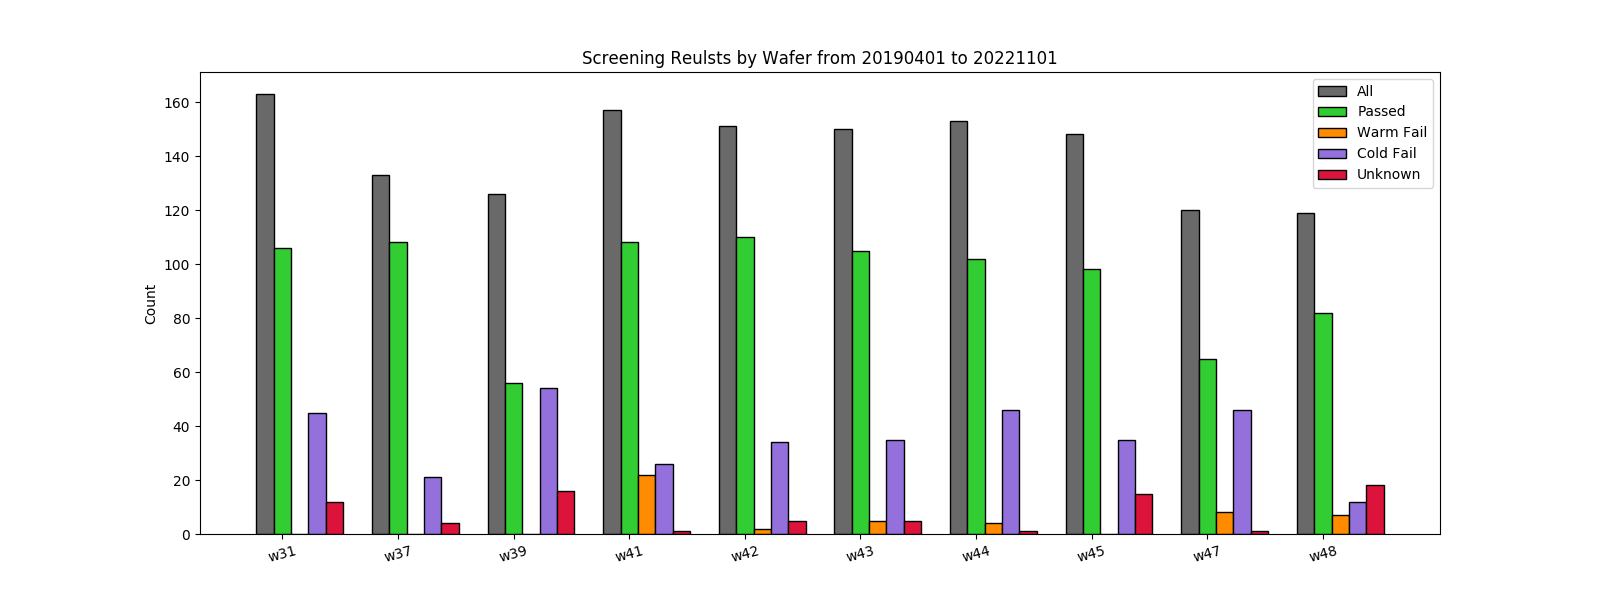 Screening Reulsts by Wafer from 20190401 to 20221101
All
Passed
Warm Fail
Cold Fail
Unknown
160
140
120
100
80
60
40
20
0
Count
w31
w37
w39
w41
w42
w43
w44
w45
w47
w48